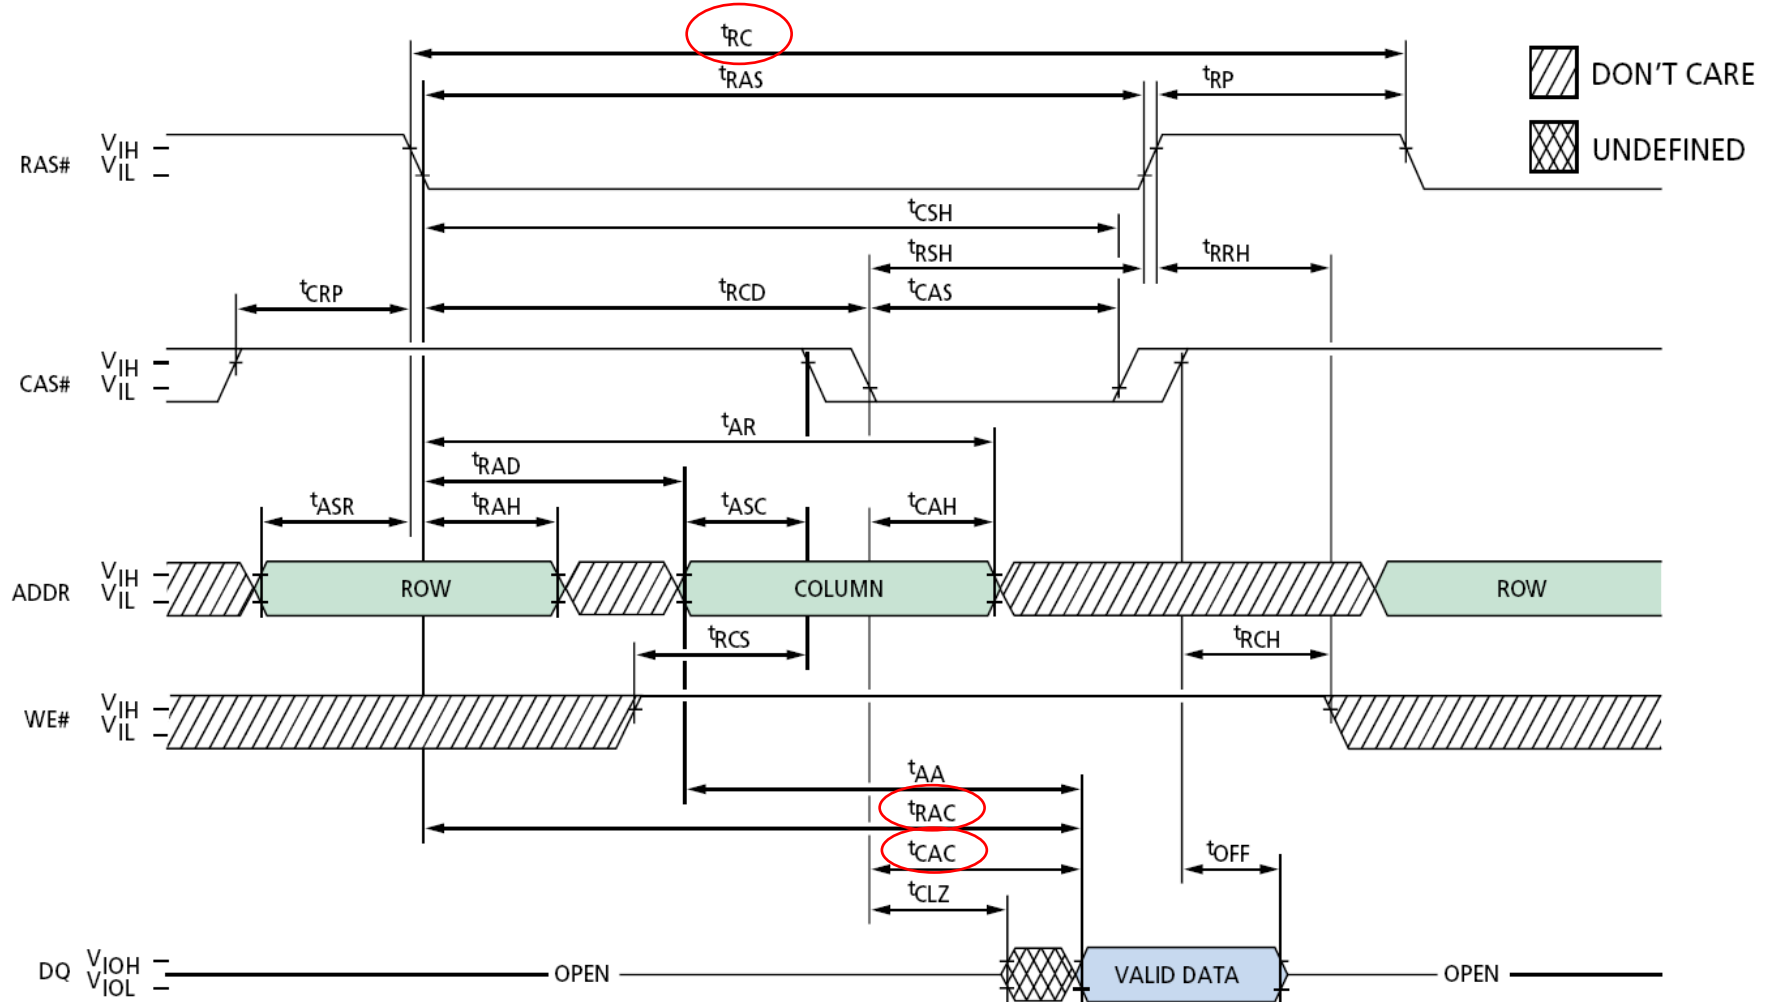 tRC
tRAS
tRP
DON'T CARE
RAS#
VIH
VIL
UNDEFINED
tCSH
tRSH
tRRH
tCRP
tRCD
tCAS
CAS#
VIH
VIL
tAR
tRAD
tASR
tRAH
tASC
tCAH
ADDR
VIH
VIL
ROW
COLUMN
ROW
tRCS
tRCH
WE#
VIH
VIL
tAA
tRAC
tCAC
tOFF
tCLZ
DQ
VIOH
VIOL
OPEN
VALID DATA
OPEN